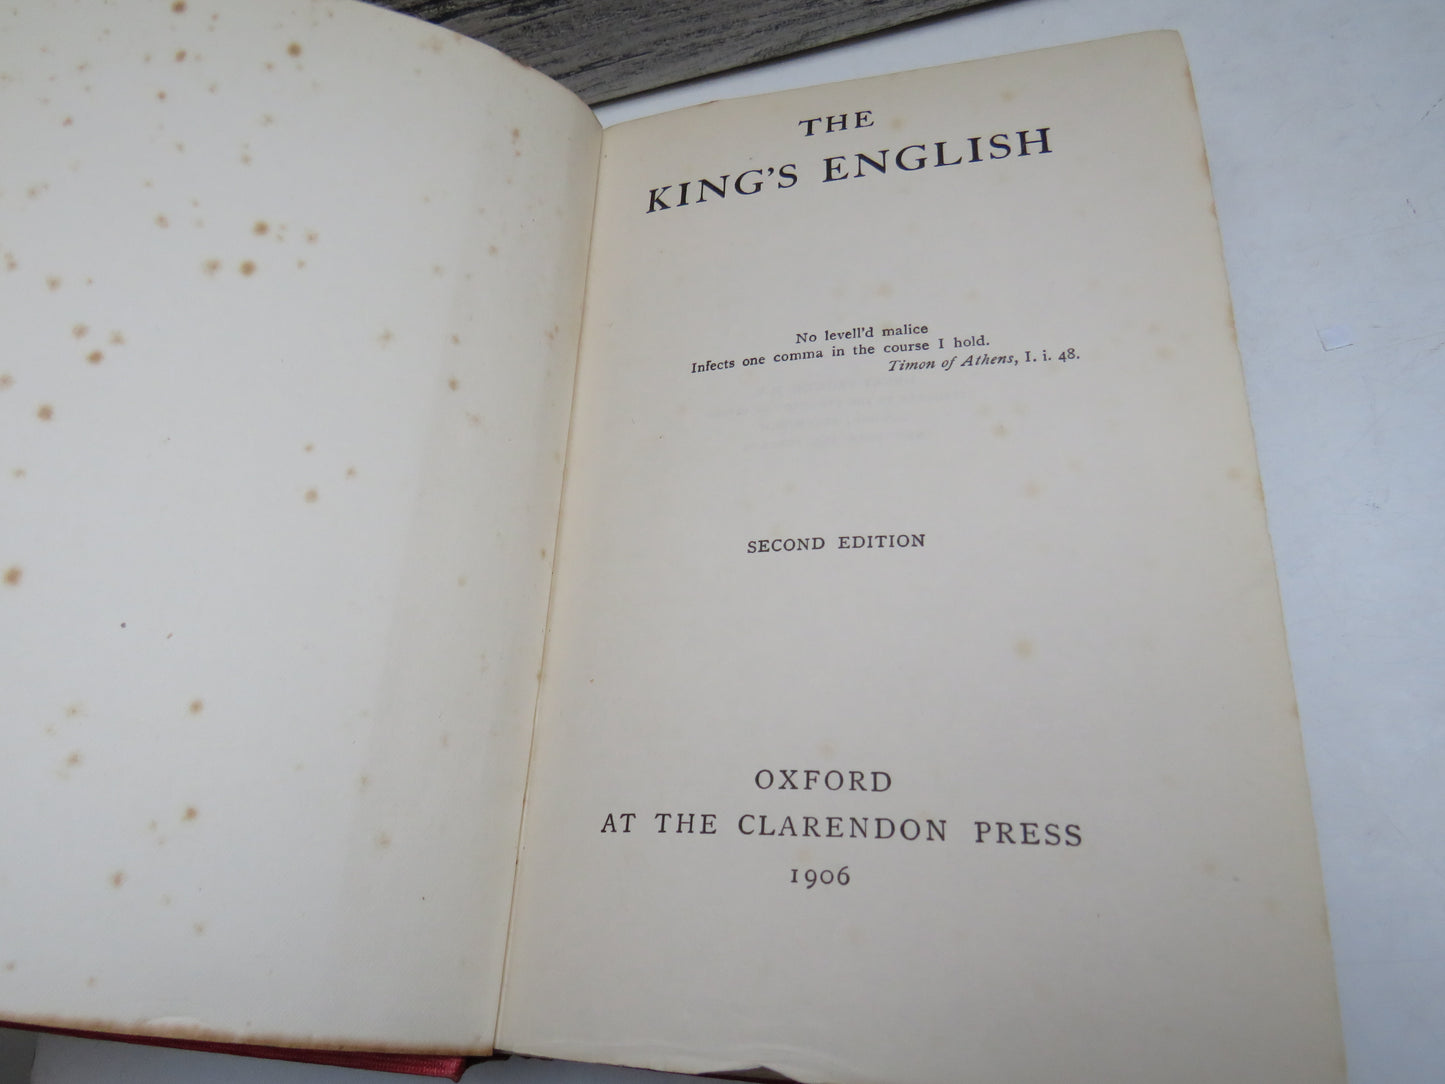 THE
KING'S ENGLISH
No levell'd malice
Infects one comma in the course I hold.
Timon of Athens, I. i. 48.
SECOND EDITION
OXFORD
AT THE CLARENDON PRESS
1906